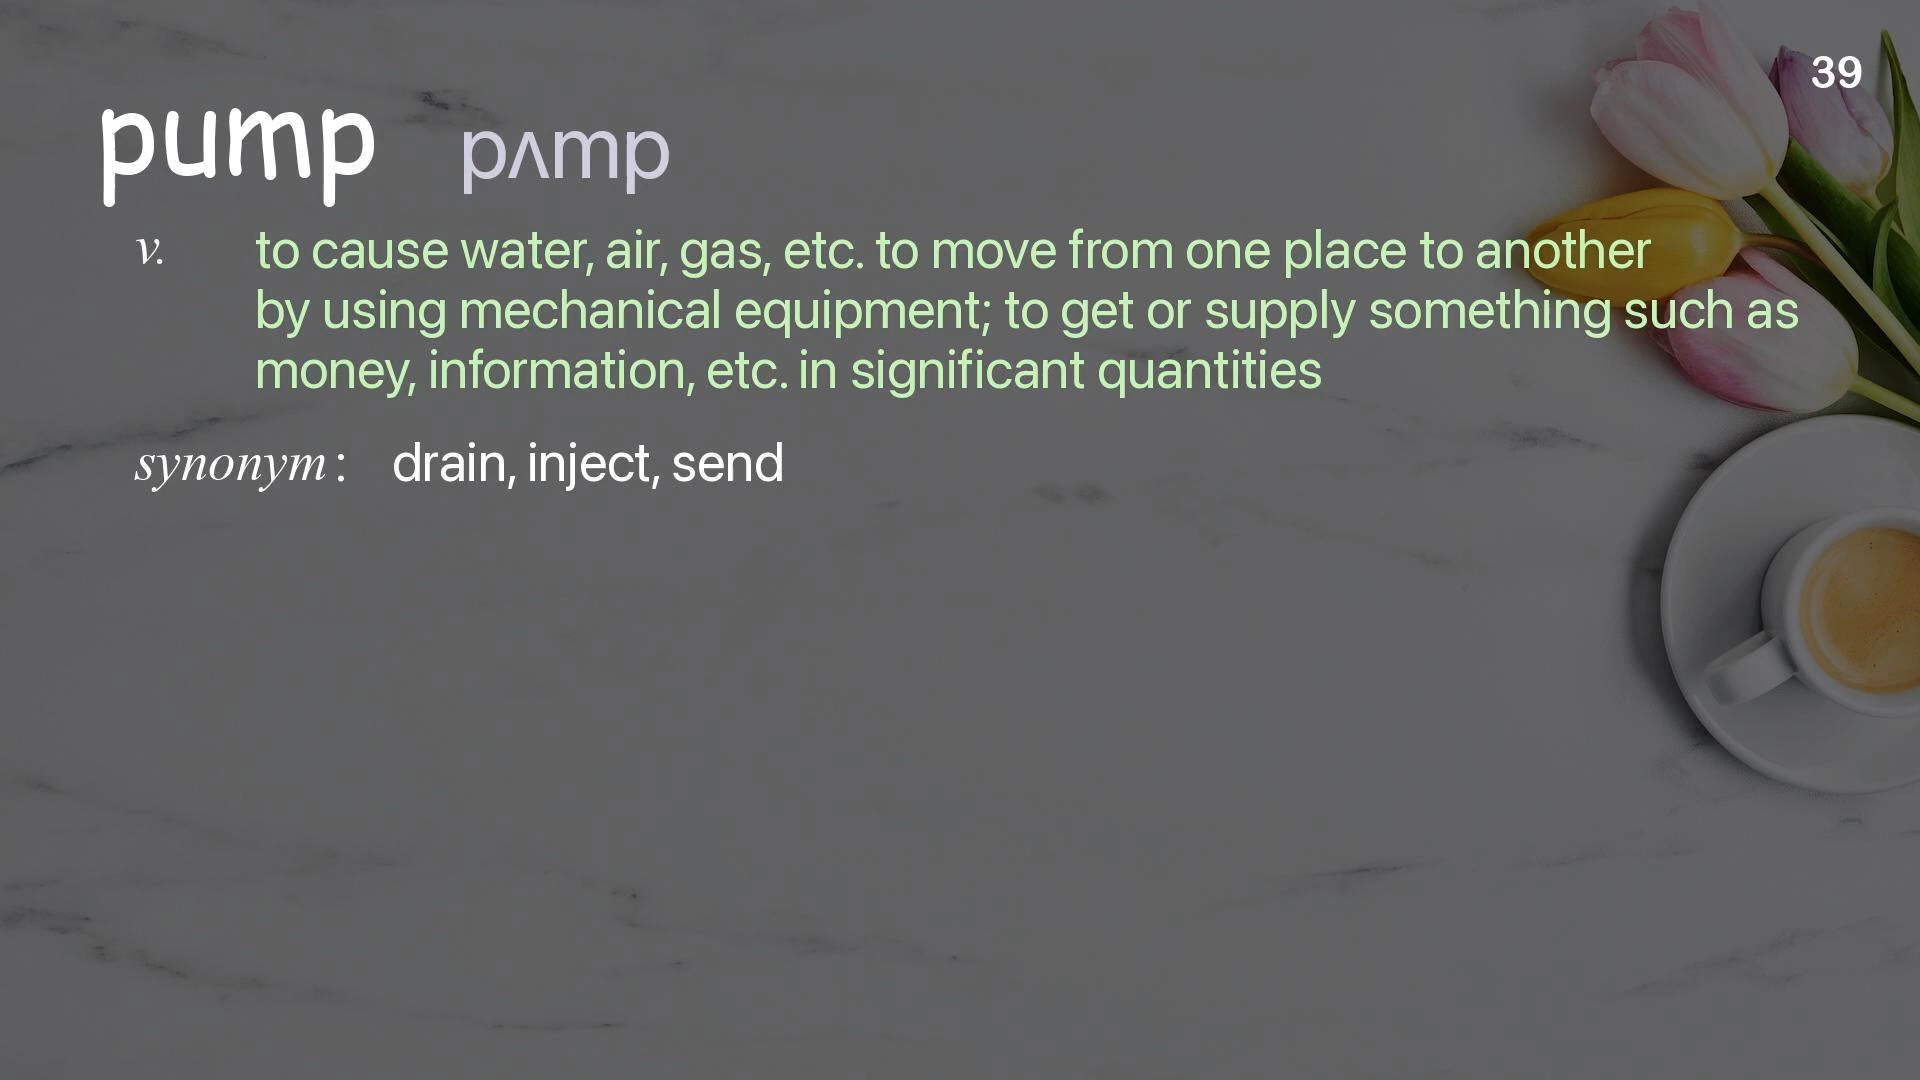 39
pump pʌmp
v. to cause water, air, gas, etc. to move from one place to another
by using mechanical equipment; to get or supply something such as
money, information, etc. in significant quantities
synonym : drain, inject, send